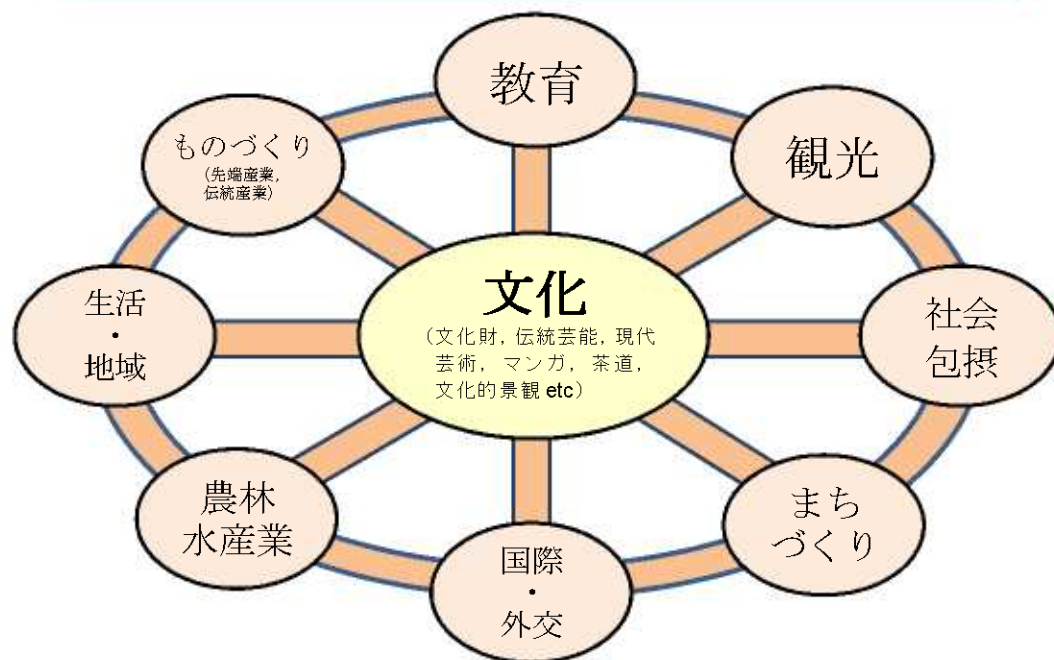 教育
ものづくり
（先端産業，
伝統産業）
観光
文化
（文化財，伝統芸能，現代
芸術，マンガ，茶道，
文化的景観 etc）
生活
・
地域
社会
包摂
農林
水産業
まち
づくり
国際
・
外交